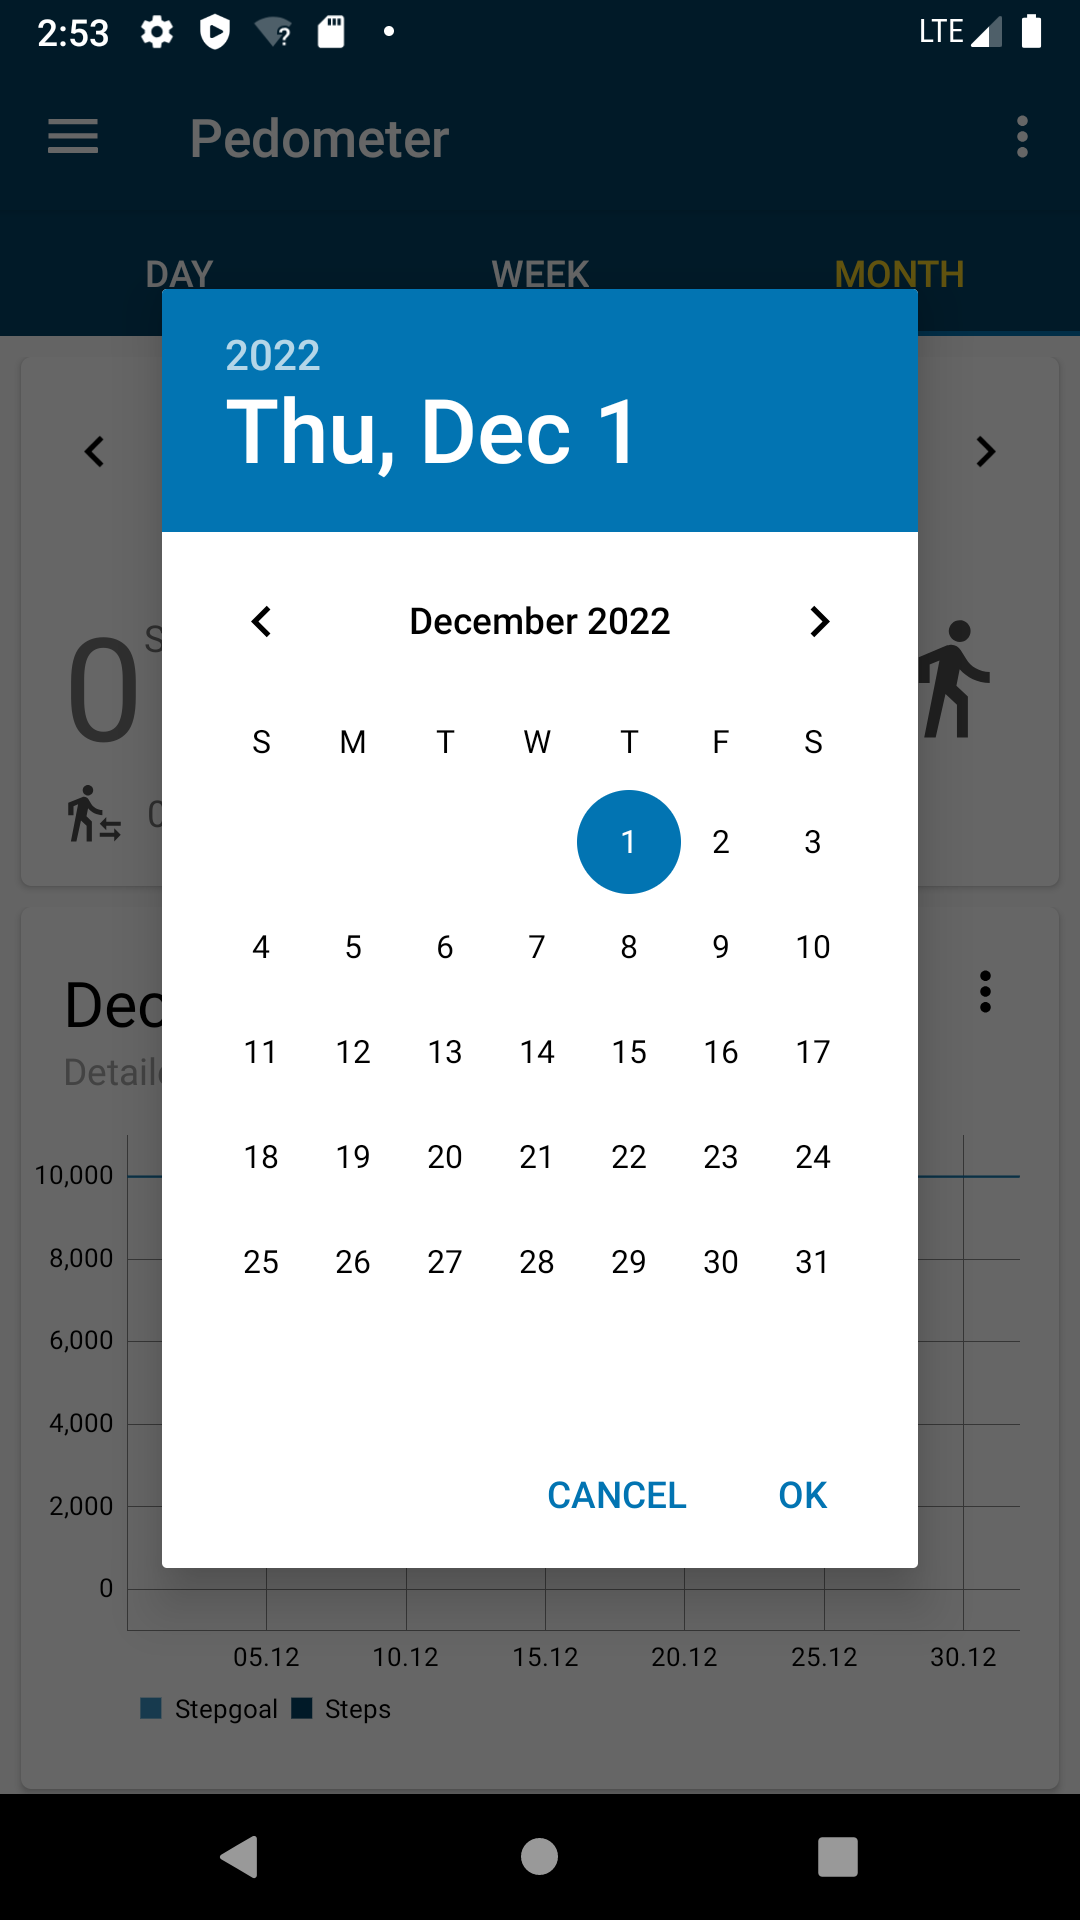 2:53 ? LTE
Pedometer
DAY WEEK MONTH
2022
Thu, Dec 1
December 2022
S M T W T F S
1 2 3
4 5 6 7 8 9 10
11 12 13 14 15 16 17
18 19 20 21 22 23 24
25 26 27 28 29 30 31
CANCEL OK
0 S
0
Dec
Detail
10,000
8,000
6,000
4,000
2,000
0
05.12 10.12 15.12 20.12 25.12 30.12
Stepgoal Steps